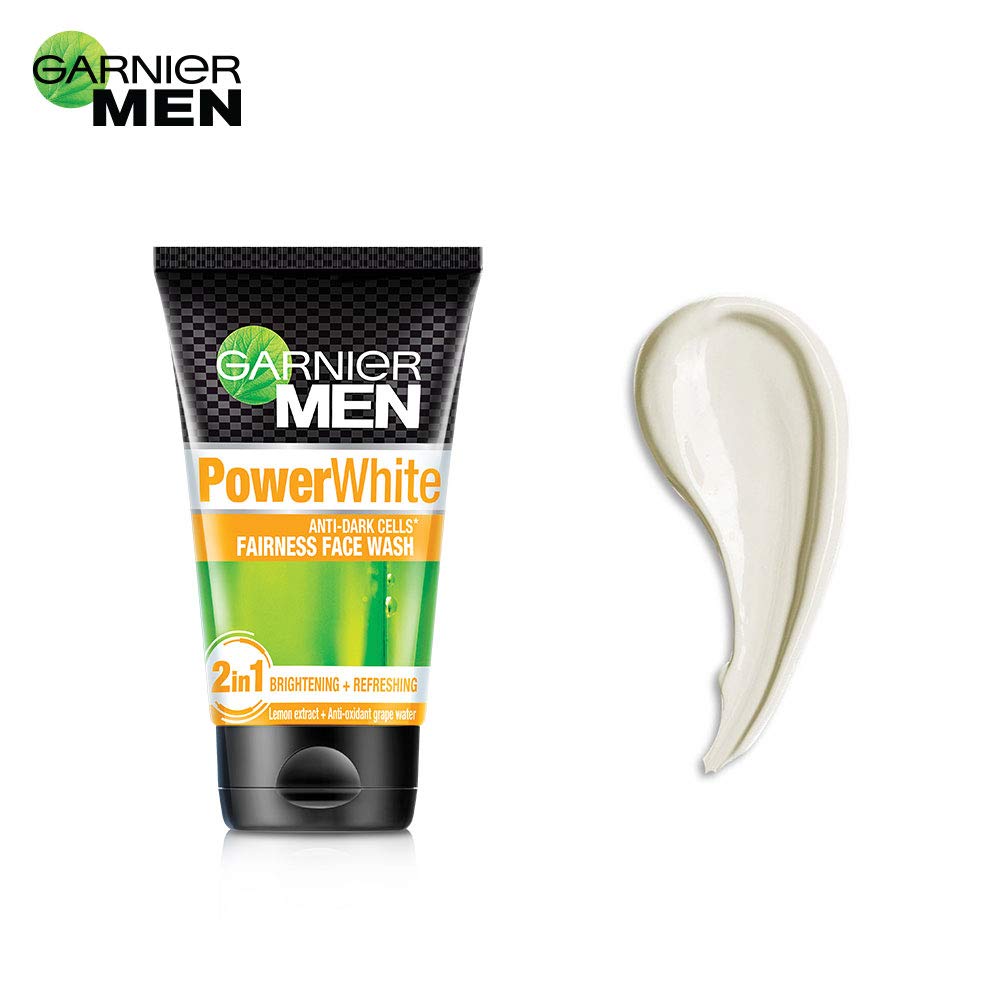 GARNIER
MEN
GARNIER
MEN
PowerWhite
ANTI-DARK CELLS*
FAIRNESS FACE WASH
2in1 BRIGHTENING + REFRESHING
Lemon extract + Anti-oxidant grape water